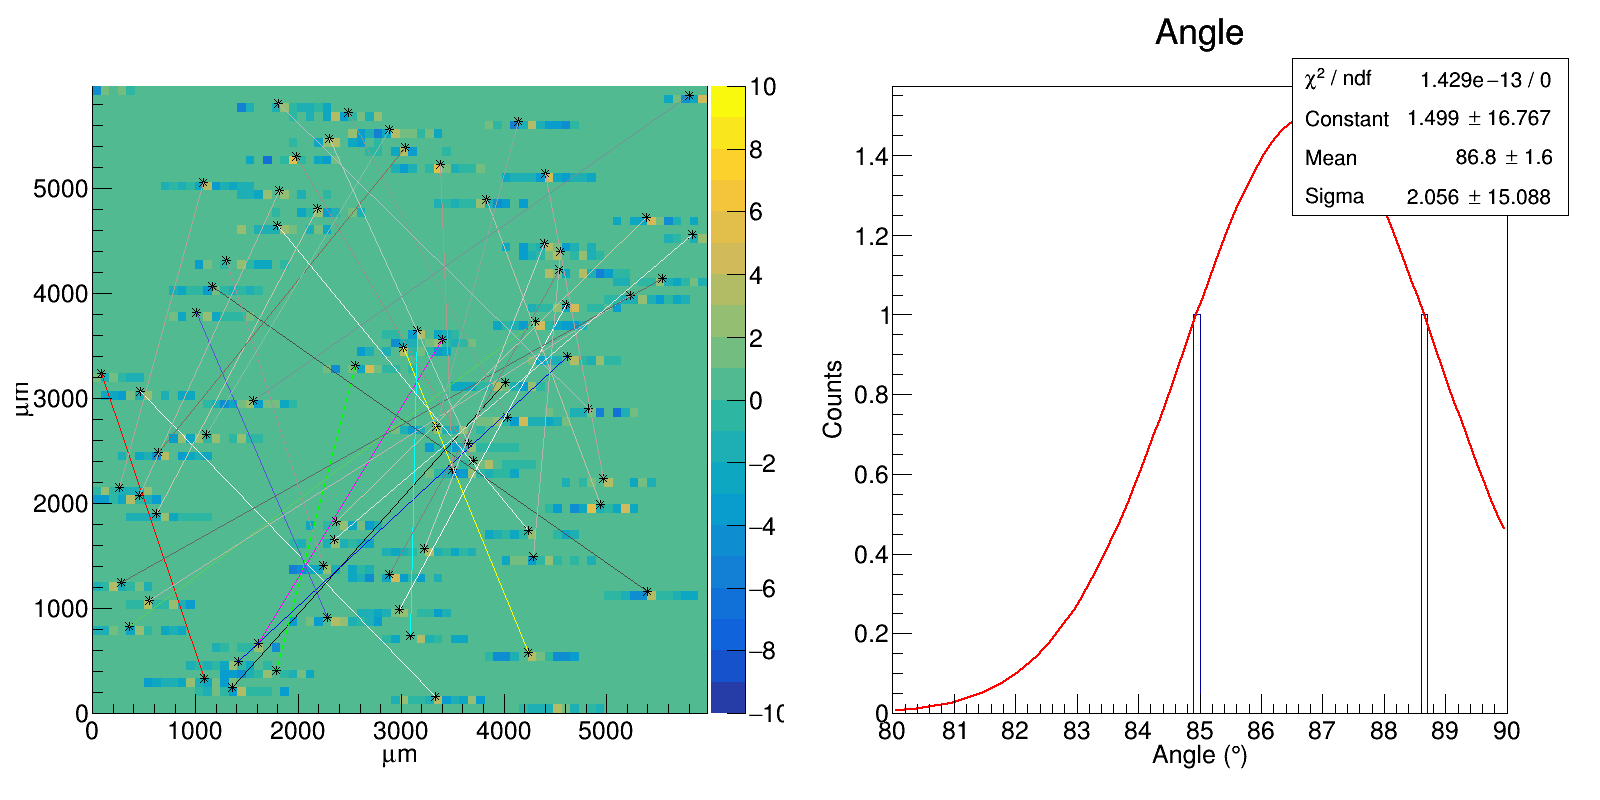 Angle
χ² / ndf 1.429e−13 / 0
Constant 1.499 ± 16.767
Mean 86.8 ± 1.6
Sigma 2.056 ± 15.088
10
8
6
4
2
0
−2
−4
−6
−8
−10
5000
4000
3000
2000
1000
0
μm
0 1000 2000 3000 4000 5000
μm
1.4
1.2
1
0.8
0.6
0.4
0.2
0
Counts
80 81 82 83 84 85 86 87 88 89 90
Angle (°)